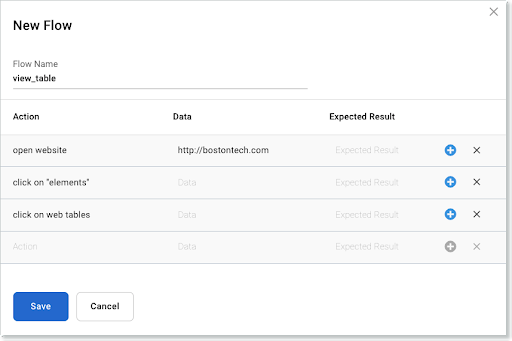 New Flow
Flow Name
view_table
Action Data Expected Result
open website http://bostontech.com Expected Result
click on "elements" Data Expected Result
click on web tables Data Expected Result
Action Data Expected Result
Save Cancel